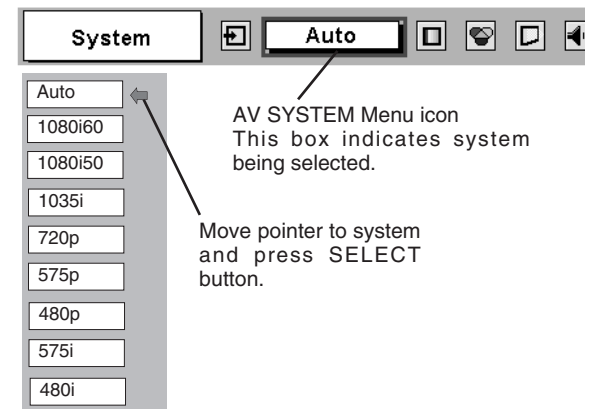 System
Auto
Auto
1080i60
1080i50
1035i
720p
575p
480p
575i
480i
AV SYSTEM Menu icon
This box indicates system
being selected.
Move pointer to system
and press SELECT
button.